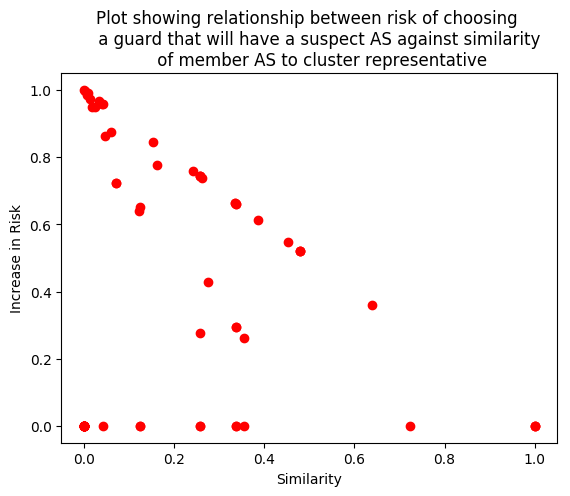 Plot showing relationship between risk of choosing
a guard that will have a suspect AS against similarity
of member AS to cluster representative
1.0
0.8
0.6
0.4
0.2
0.0
Increase in Risk
0.0 0.2 0.4 0.6 0.8 1.0
Similarity